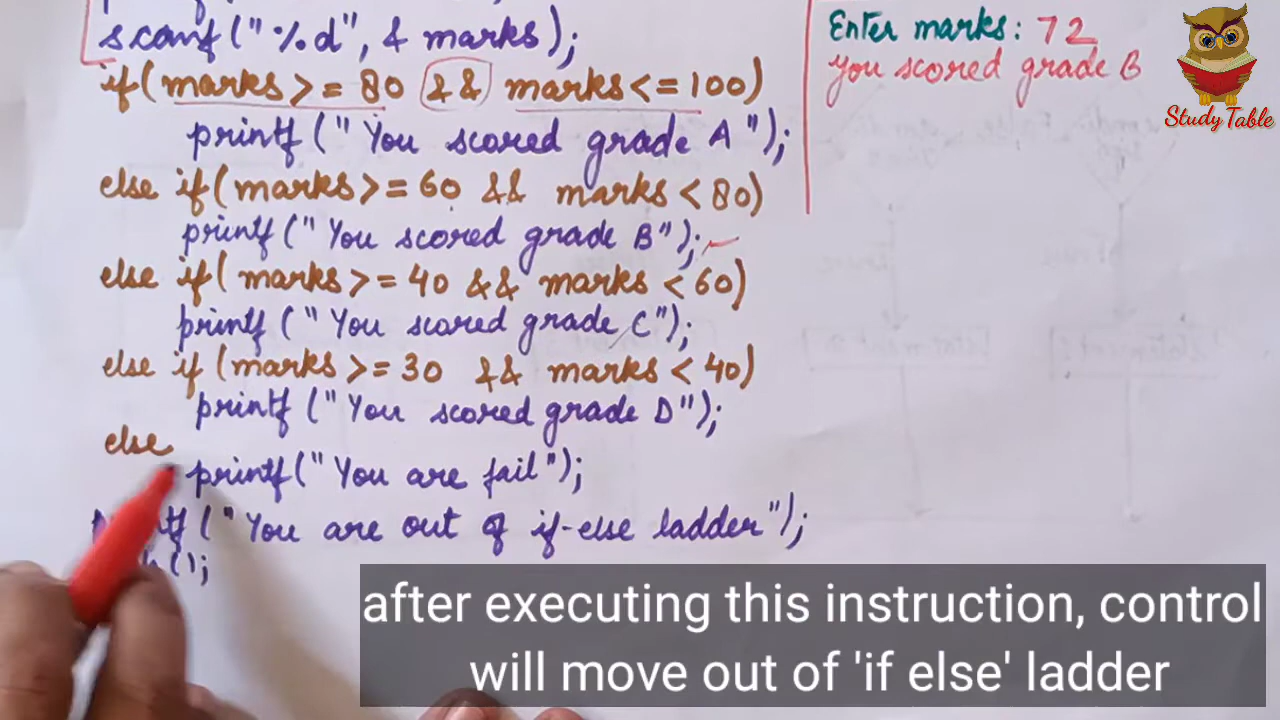 scanf("%d", & marks);
if(marks>=80 && marks<=100)
printf("You scored grade A");
else if(marks>=60 && marks<80)
printf("You scored grade B");
else if(marks>=40 && marks<60)
printf("You scored grade C");
else if(marks>=30 && marks<40)
printf("You scored grade D");
else
printf("You are fail");
("You are out of if-else ladder");
();
Enter marks: 72
you scored grade B
Study Table
after executing this instruction, control
will move out of 'if else' ladder